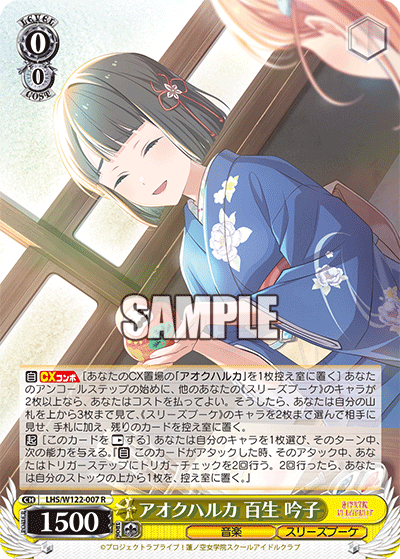 LEVEL
0
0
COST
SAMPLE
自 CXコンボ [あなたのCX置場の「アオクハルカ」を1枚控え室に置く] あなた
のアンコールステップの始めに、他のあなたの《スリーズブーケ》のキャラが
2枚以上なら、あなたはコストを払ってよい。そうしたら、あなたは自分の山
札を上から3枚まで見て、《スリーズブーケ》のキャラを2枚まで選んで相手に
見せ、手札に加え、残りのカードを控え室に置く。
起 [このカードを する] あなたは自分のキャラを1枚選び、そのターン中、
次の能力を与える。『自 このカードがアタックした時、そのアタック中、あな
たはトリガーステップにトリガーチェックを2回行う。2回行ったら、あなたは
自分のストックの上から1枚を、控え室に置く。』
CH LHS/W122-007 R
1500
アオクハルカ 百生 吟子
音楽
スリーズブーケ
©プロジェクトラブライブ!蓮ノ空女学院スクールアイドルクラブ